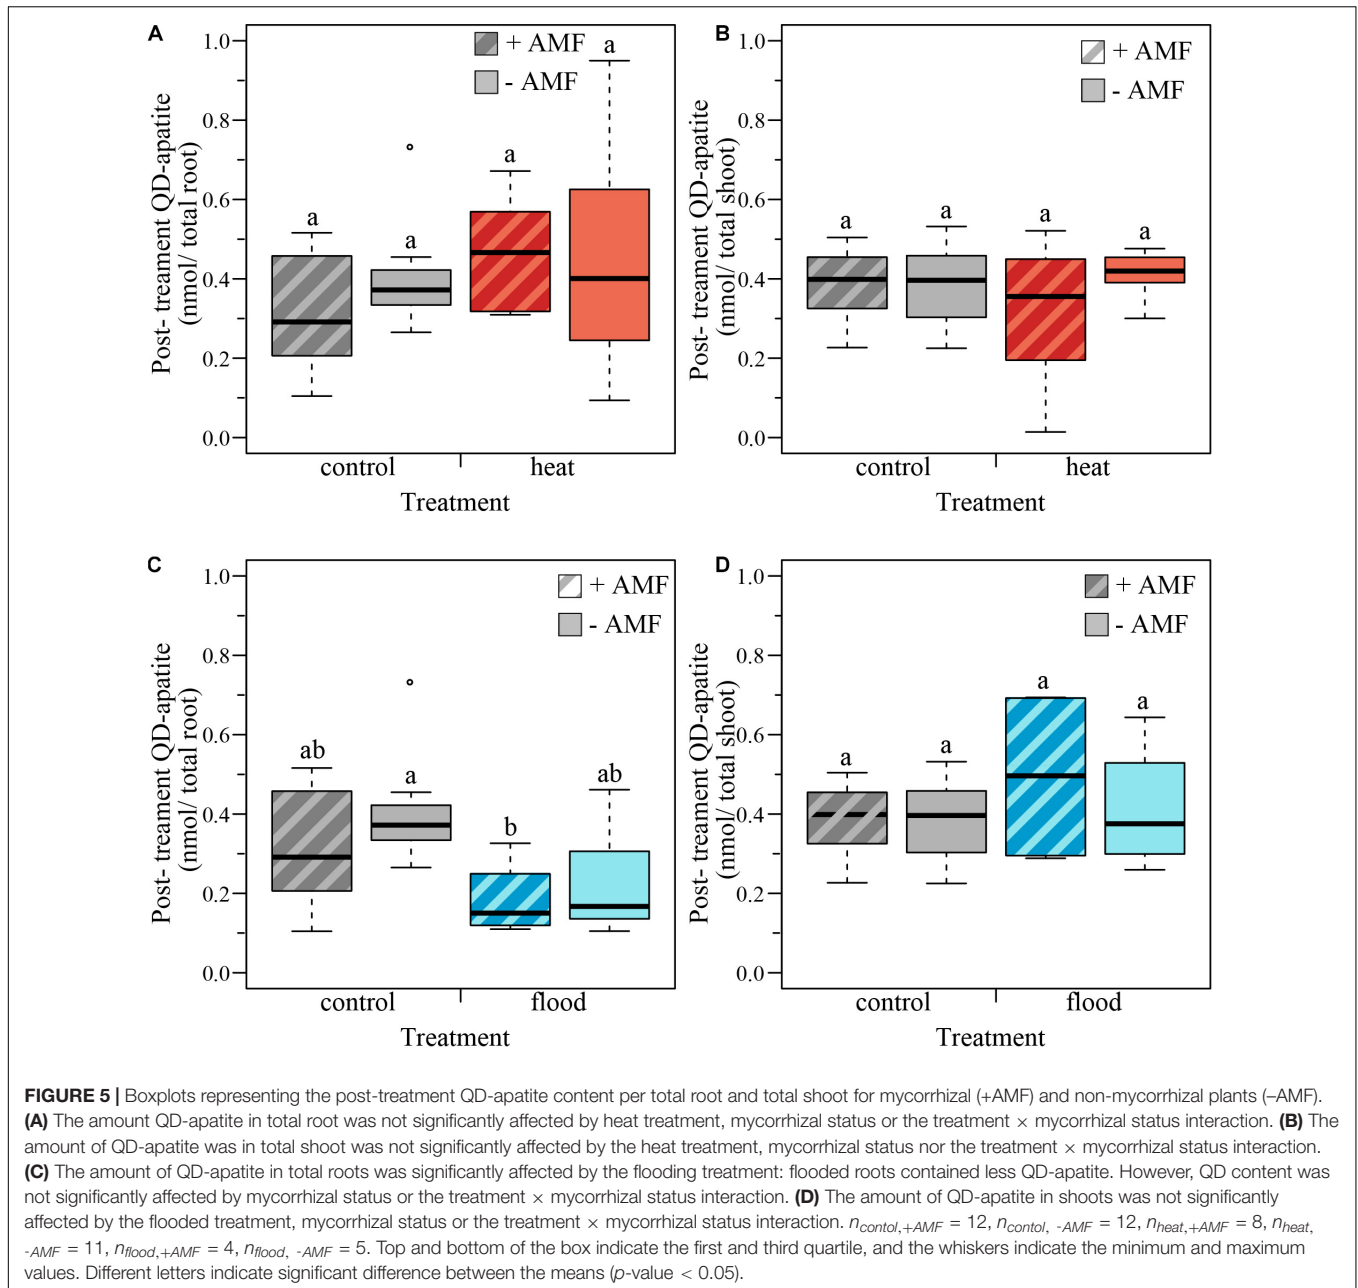 A
+ AMF
- AMF
1.0
0.8
0.6
0.4
0.2
0.0
Post- treament QD-apatite
(nmol/ total root)
a
a
a
a
control
heat
Treatment
B
+ AMF
- AMF
1.0
0.8
0.6
0.4
0.2
0.0
Post- treament QD-apatite
(nmol/ total shoot)
a
a
a
a
control
heat
Treatment
C
+ AMF
- AMF
1.0
0.8
0.6
0.4
0.2
0.0
Post- treament QD-apatite
(nmol/ total root)
ab
a
b
ab
control
flood
Treatment
D
+ AMF
- AMF
1.0
0.8
0.6
0.4
0.2
0.0
Post- treament QD-apatite
(nmol/ total shoot)
a
a
a
a
control
flood
Treatment
FIGURE 5 | Boxplots representing the post-treatment QD-apatite content per total root and total shoot for mycorrhizal (+AMF) and non-mycorrhizal plants (–AMF).
(A) The amount QD-apatite in total root was not significantly affected by heat treatment, mycorrhizal status or the treatment × mycorrhizal status interaction. (B) The
amount of QD-apatite was in total shoot was not significantly affected by the heat treatment, mycorrhizal status nor the treatment × mycorrhizal status interaction.
(C) The amount of QD-apatite in total roots was significantly affected by the flooding treatment: flooded roots contained less QD-apatite. However, QD content was
not significantly affected by mycorrhizal status or the treatment × mycorrhizal status interaction. (D) The amount of QD-apatite in shoots was not significantly
affected by the flooded treatment, mycorrhizal status or the treatment × mycorrhizal status interaction. n contol,+AMF = 12, n contol, -AMF = 12, n heat,+AMF = 8, n heat,
-AMF = 11, n flood,+AMF = 4, n flood, -AMF = 5. Top and bottom of the box indicate the first and third quartile, and the whiskers indicate the minimum and maximum
values. Different letters indicate significant difference between the means (p-value < 0.05).